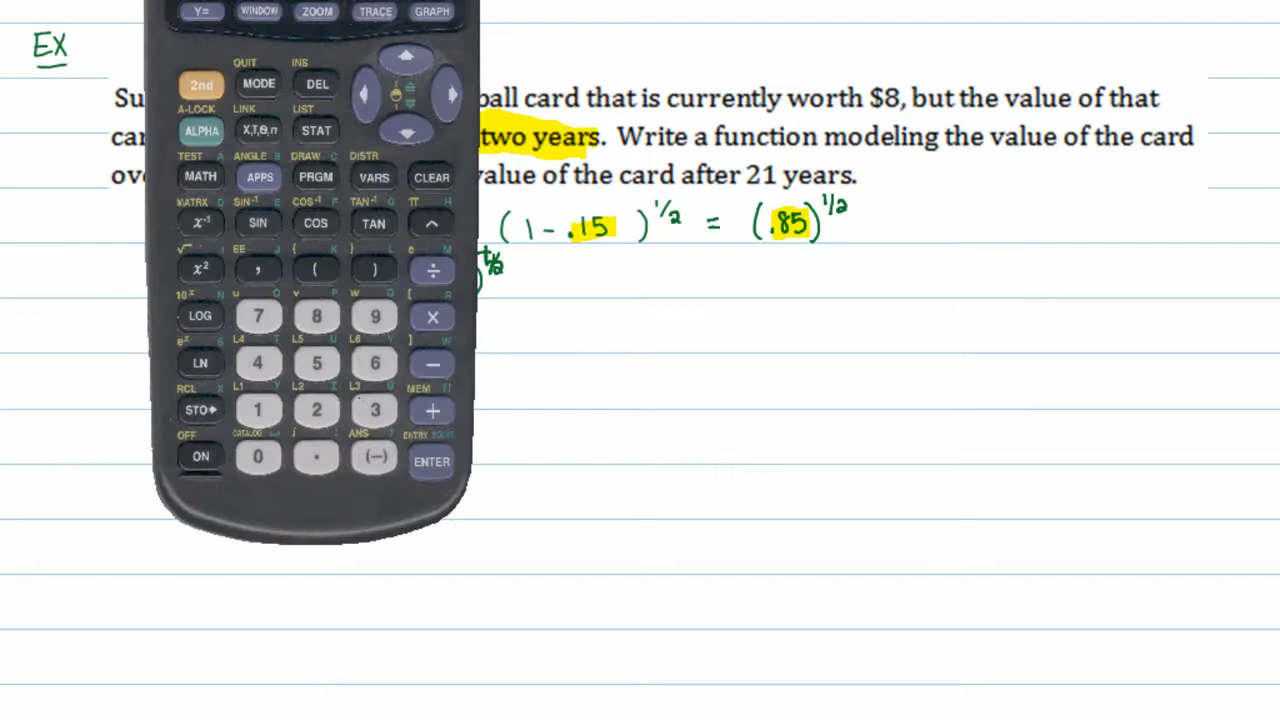 Y= WINDOW ZOOM TRACE GRAPH
EX
QUIT INS
2nd MODE DEL
Su ball card that is currently worth $8, but the value of that
A-LOCK LINK LIST
ALPHA X,T,θ,n STAT
car two years. Write a function modeling the value of the card
TEST A ANGLE B DRAW C DISTR
MATH APPS PRGM VARS CLEAR
ove value of the card after 21 years.
MATRX D SIN⁻¹ E COS⁻¹ F TAN⁻¹ G π H
x⁻¹ SIN COS TAN ^
(1 - .15 )^1/2 = (.85)^1/2
√ I EE J { K } L e M
x² , ( ) ÷
)^t/2
10ˣ N u O v P w Q [ R
LOG 7 8 9 ×
eˣ S L4 T L5 U L6 V ] W
LN 4 5 6 −
RCL X L1 Y L2 Z L3 θ MEM "
STO▸ 1 2 3 +
OFF CATALOG i : ANS ? ENTRY SOLVE
ON 0 . (−) ENTER